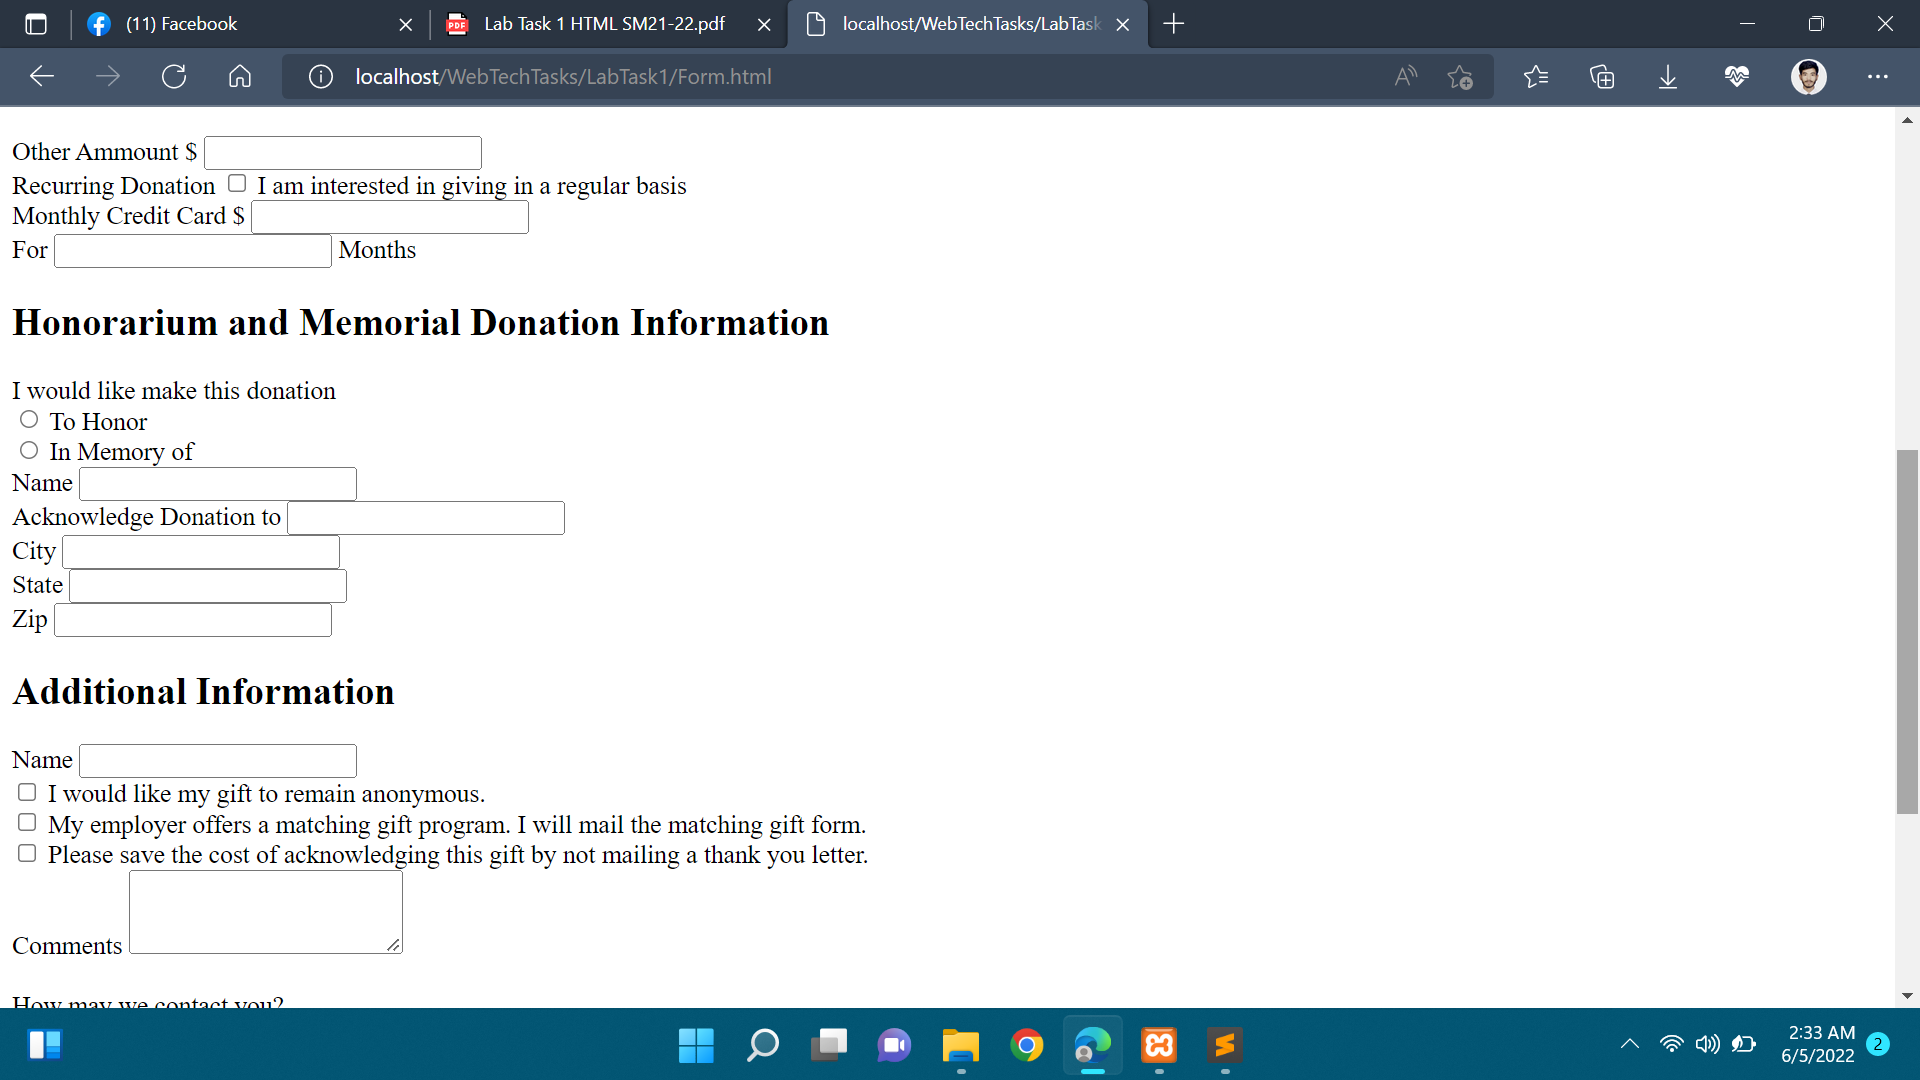 (11) Facebook
Lab Task 1 HTML SM21-22.pdf
localhost/WebTechTasks/LabTask
localhost/WebTechTasks/LabTask1/Form.html
Other Ammount $
Recurring Donation I am interested in giving in a regular basis
Monthly Credit Card $
For Months
Honorarium and Memorial Donation Information
I would like make this donation
To Honor
In Memory of
Name
Acknowledge Donation to
City
State
Zip
Additional Information
Name
I would like my gift to remain anonymous.
My employer offers a matching gift program. I will mail the matching gift form.
Please save the cost of acknowledging this gift by not mailing a thank you letter.
Comments
How may we contact you?
2:33 AM
6/5/2022
2